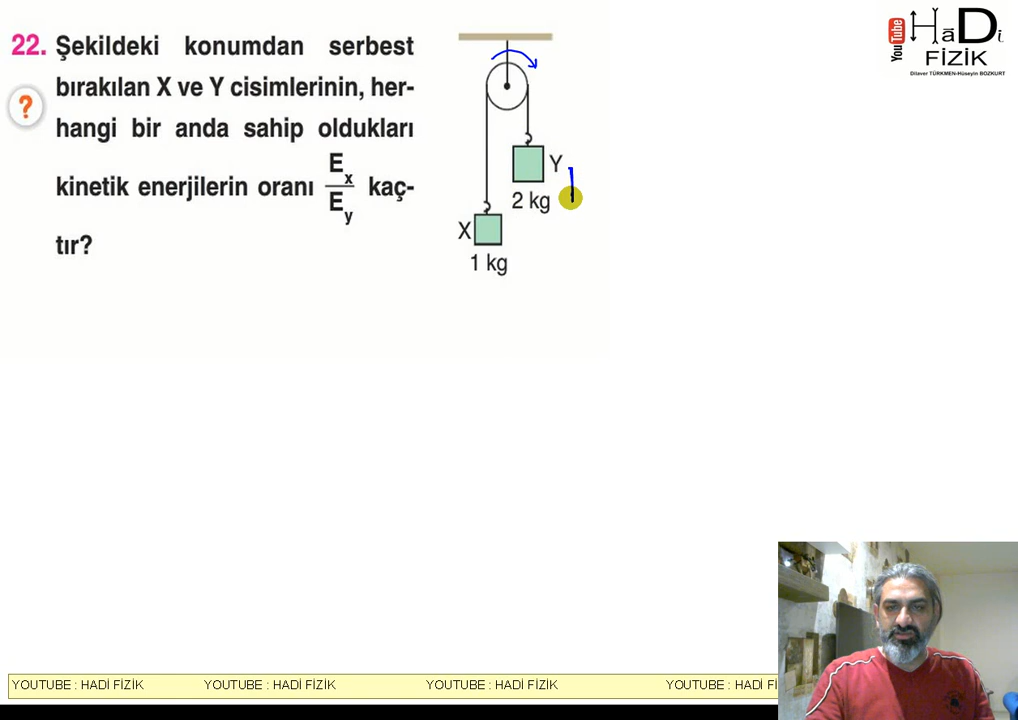 22. Şekildeki konumdan serbest
bırakılan X ve Y cisimlerinin, her-
?
hangi bir anda sahip oldukları
kinetik enerjilerin oranı Ex/Ey kaç-
tır?
Y
2 kg
X
1 kg
YouTube
HāDi
FİZİK
Dilaver TÜRKMEN-Hüseyin BOZKURT
YOUTUBE : HADİ FİZİK YOUTUBE : HADİ FİZİK YOUTUBE : HADİ FİZİK YOUTUBE : HADİ Fİ